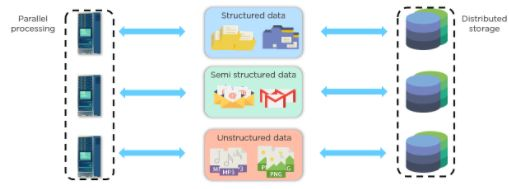 Parallel
processing
Structured data
Distributed
storage
Semi structured data
Unstructured data
MP3
PNG